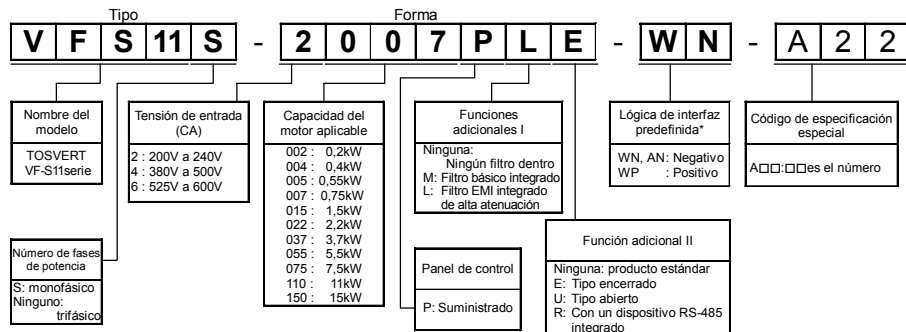 Tipo
Forma
V F S 11 S - 2 0 0 7 P L E - W N - A 2 2
Nombre del
modelo
TOSVERT
VF-S11serie
Tensión de entrada
(CA)
2 : 200V a 240V
4 : 380V a 500V
6 : 525V a 600V
Capacidad del
motor aplicable
002 : 0,2kW
004 : 0,4kW
005 : 0,55kW
007 : 0,75kW
015 : 1,5kW
022 : 2,2kW
037 : 3,7kW
055 : 5,5kW
075 : 7,5kW
110 : 11kW
150 : 15kW
Funciones
adicionales I
Ninguna:
Ningún filtro dentro
M: Filtro básico integrado
L: Filtro EMI integrado
de alta atenuación
Lógica de interfaz
predefinida*
WN, AN: Negativo
WP : Positivo
Código de especificación
especial
A□□:□□es el número
Número de fases
de potencia
S: monofásico
Ninguno:
trifásico
Panel de control
P: Suministrado
Función adicional II
Ninguna: producto estándar
E: Tipo encerrado
U: Tipo abierto
R: Con un dispositivo RS-485
integrado